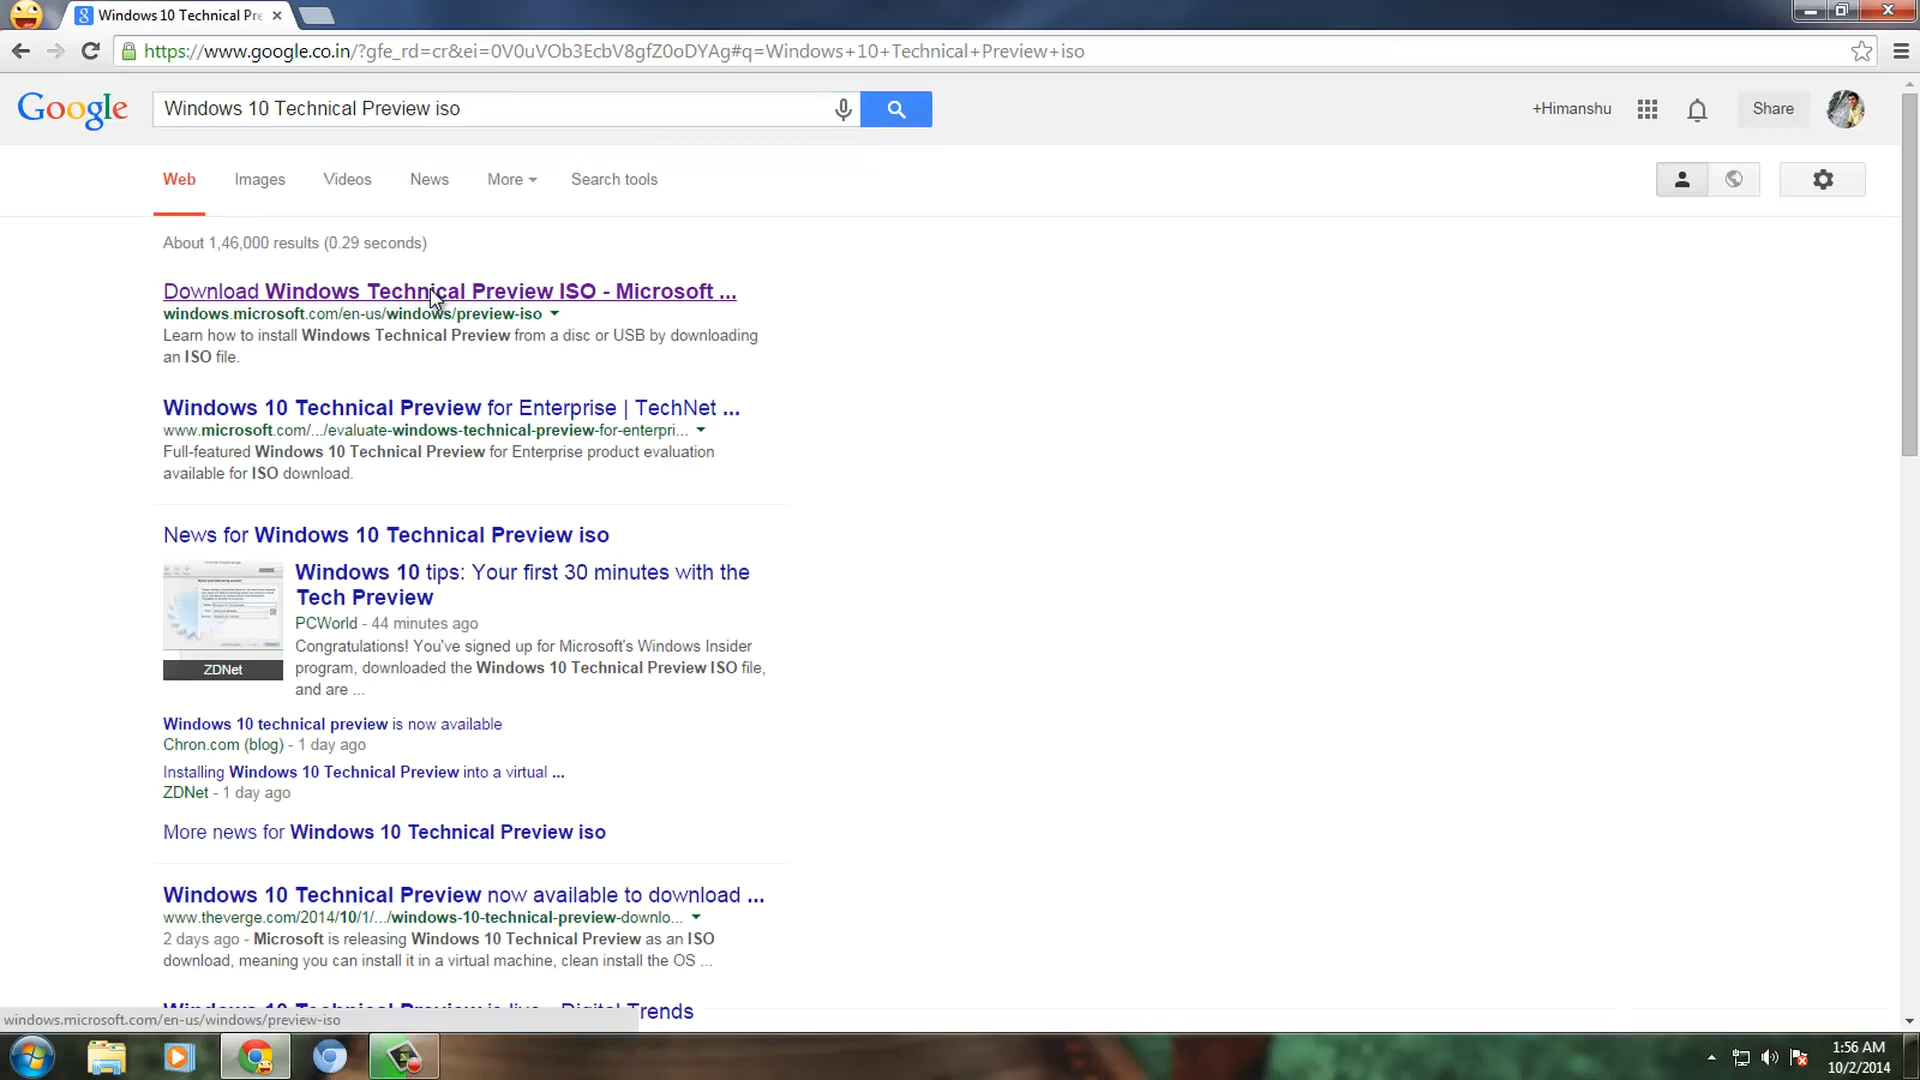 Windows 10 Technical Pre
https://www.google.co.in/?gfe_rd=cr&ei=0V0uVOb3EcbV8gfZ0oDYAg#q=Windows+10+Technical+Preview+iso
Google
Windows 10 Technical Preview iso
+Himanshu
Share
Web
Images
Videos
News
More
Search tools
About 1,46,000 results (0.29 seconds)
Download Windows Technical Preview ISO - Microsoft ...
windows.microsoft.com/en-us/windows/preview-iso
Learn how to install Windows Technical Preview from a disc or USB by downloading
an ISO file.
Windows 10 Technical Preview for Enterprise | TechNet ...
www.microsoft.com/.../evaluate-windows-technical-preview-for-enterpri...
Full-featured Windows 10 Technical Preview for Enterprise product evaluation
available for ISO download.
News for Windows 10 Technical Preview iso
ZDNet
Windows 10 tips: Your first 30 minutes with the
Tech Preview
PCWorld - 44 minutes ago
Congratulations! You've signed up for Microsoft's Windows Insider
program, downloaded the Windows 10 Technical Preview ISO file,
and are ...
Windows 10 technical preview is now available
Chron.com (blog) - 1 day ago
Installing Windows 10 Technical Preview into a virtual ...
ZDNet - 1 day ago
More news for Windows 10 Technical Preview iso
Windows 10 Technical Preview now available to download ...
www.theverge.com/2014/10/1/.../windows-10-technical-preview-downlo...
2 days ago - Microsoft is releasing Windows 10 Technical Preview as an ISO
download, meaning you can install it in a virtual machine, clean install the OS ...
Windows 10 Technical Preview is live - Digital Trends
windows.microsoft.com/en-us/windows/preview-iso
1:56 AM
10/2/2014